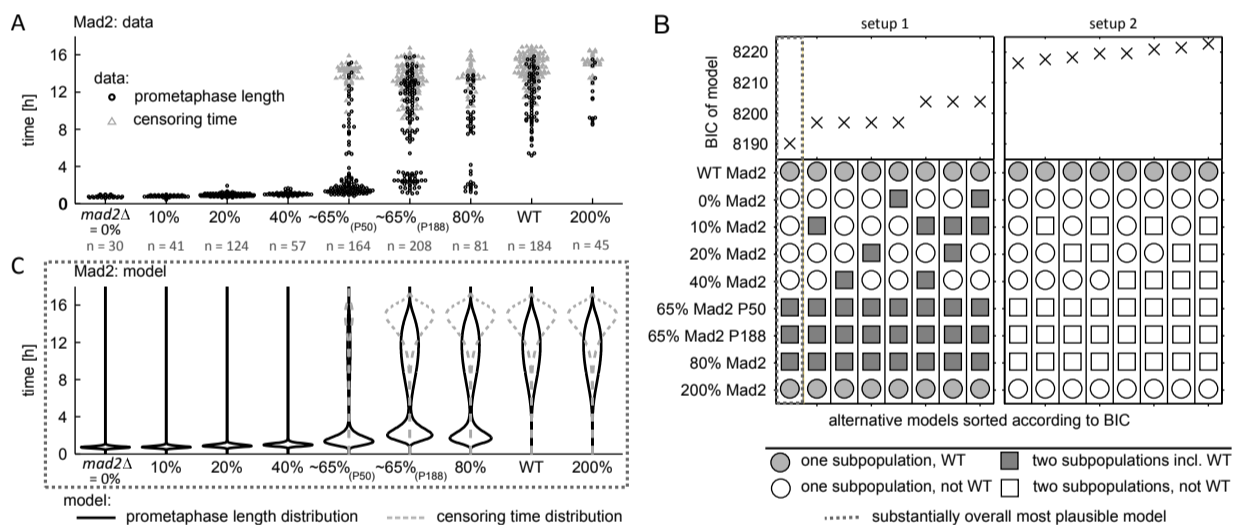 A
Mad2: data
time [h]
16
12
8
4
0
data:
prometaphase length
censoring time
mad2Δ = 0%
10%
20%
40%
~65% (P50)
~65% (P188)
80%
WT
200%
n = 30
n = 41
n = 124
n = 57
n = 164
n = 208
n = 81
n = 184
n = 45
B
setup 1
setup 2
BIC of model
8220
8210
8200
8190
WT Mad2
0% Mad2
10% Mad2
20% Mad2
40% Mad2
65% Mad2 P50
65% Mad2 P188
80% Mad2
200% Mad2
alternative models sorted according to BIC
one subpopulation, WT
two subpopulations incl. WT
one subpopulation, not WT
two subpopulations, not WT
substantially overall most plausible model
C
Mad2: model
time [h]
16
12
8
4
0
mad2Δ = 0%
10%
20%
40%
~65% (P50)
~65% (P188)
80%
WT
200%
model:
prometaphase length distribution
censoring time distribution